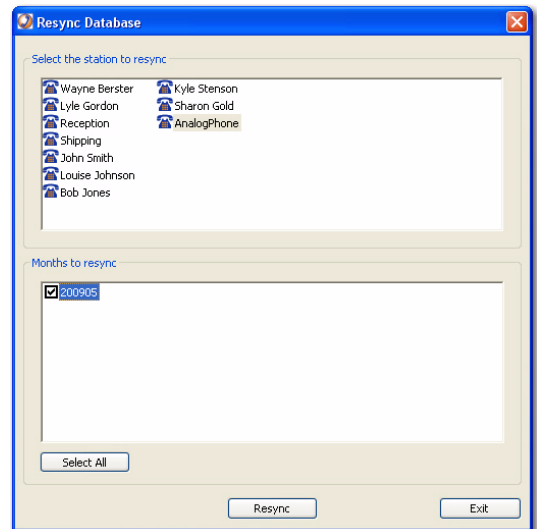 Resync Database
Select the station to resync
Wayne Berster Kyle Stenson
Lyle Gordon Sharon Gold
Reception AnalogPhone
Shipping
John Smith
Louise Johnson
Bob Jones
Months to resync
200905
Select All
Resync Exit